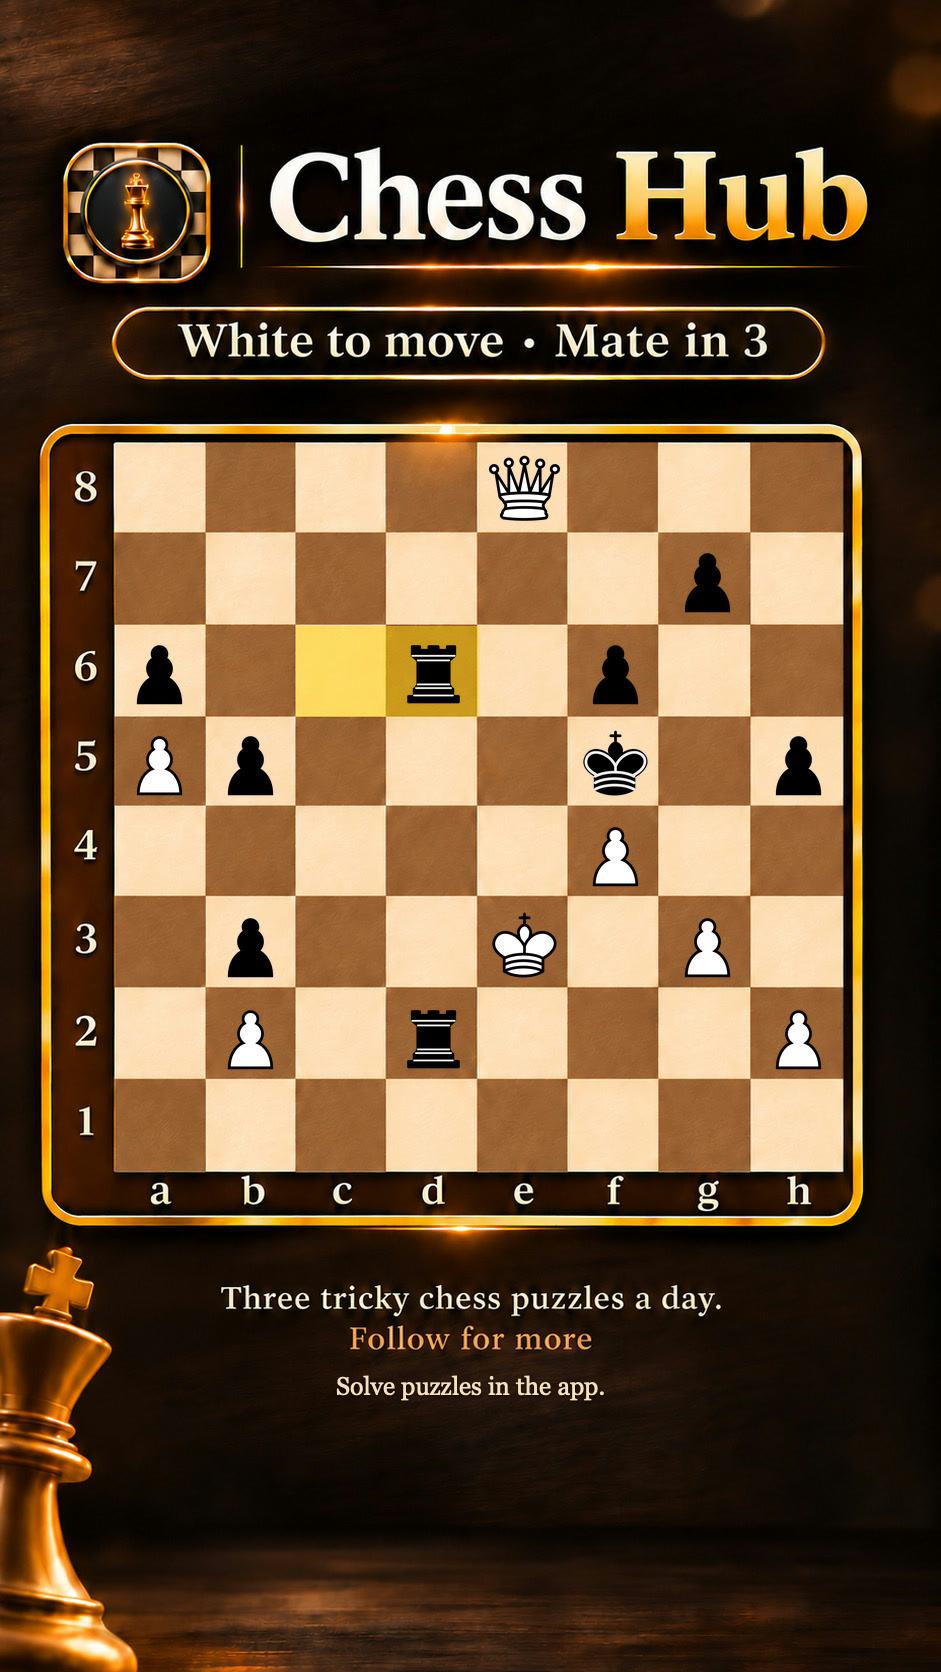 Chess Hub
White to move • Mate in 3
8
7
6
5
4
3
2
1
a b c d e f g h
Three tricky chess puzzles a day.
Follow for more
Solve puzzles in the app.